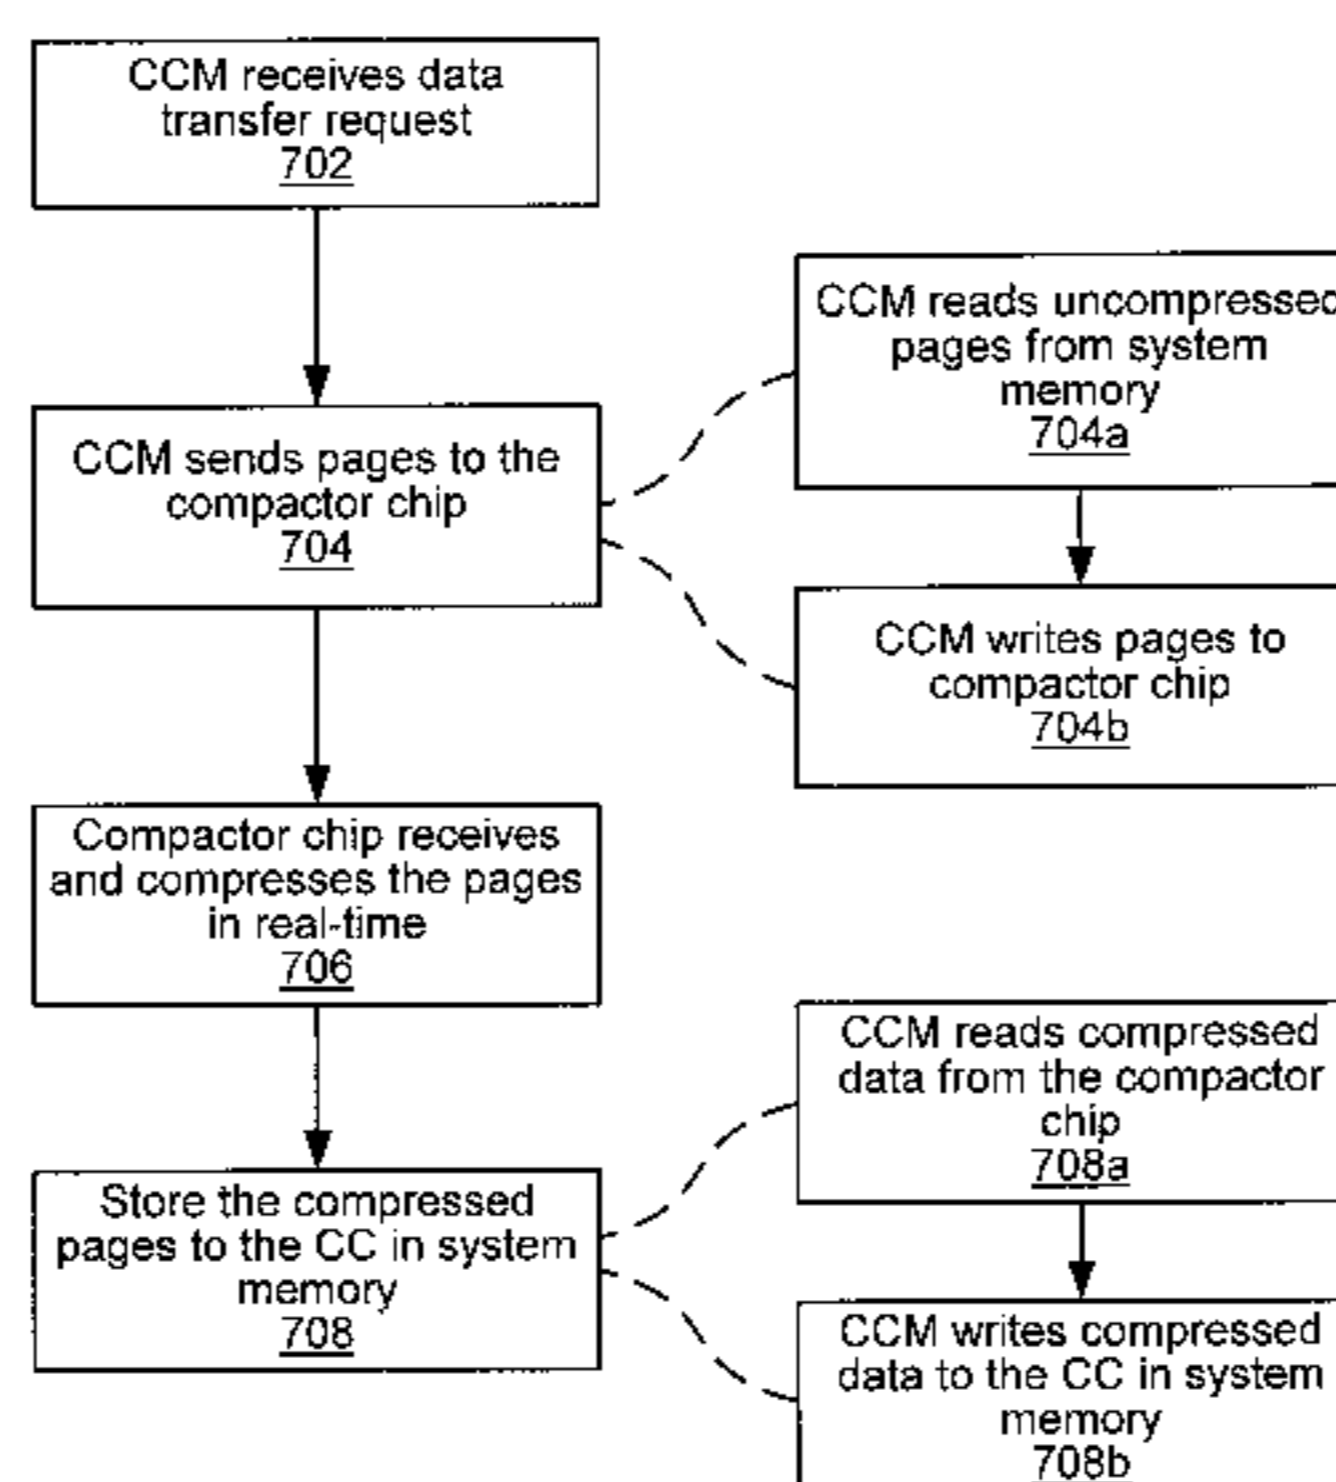 CCM receives data
transfer request
702
CCM sends pages to the
compactor chip
704
CCM reads uncompressed
pages from system
memory
704a
CCM writes pages to
compactor chip
704b
Compactor chip receives
and compresses the pages
in real-time
706
Store the compressed
pages to the CC in system
memory
708
CCM reads compressed
data from the compactor
chip
708a
CCM writes compressed
data to the CC in system
memory
708b